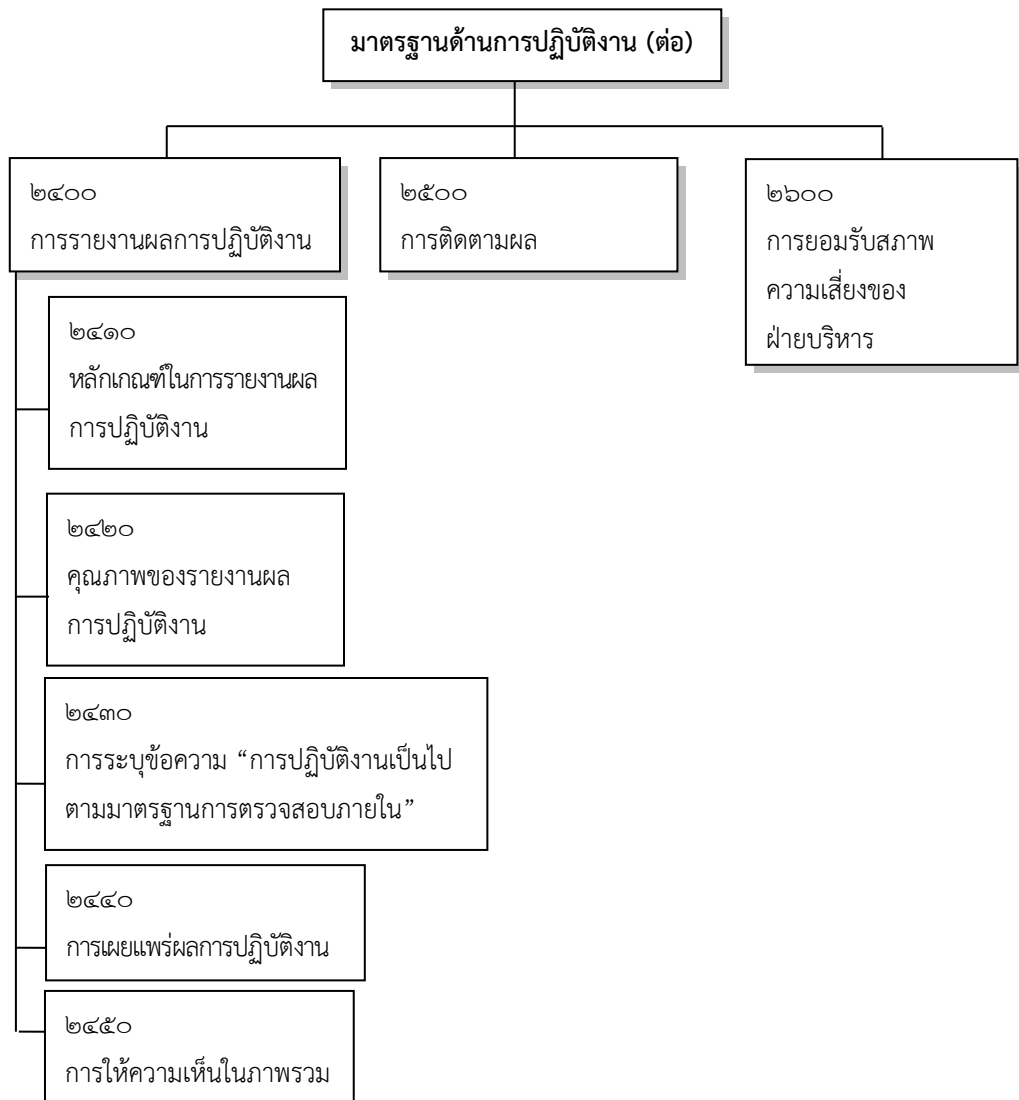 มาตรฐานด้านการปฏิบัติงาน (ต่อ)
๒๔๐๐
การรายงานผลการปฏิบัติงาน
๒๕๐๐
การติดตามผล
๒๖๐๐
การยอมรับสภาพ
ความเสี่ยงของ
ฝ่ายบริหาร
๒๔๑๐
หลักเกณฑ์ในการรายงานผล
การปฏิบัติงาน
๒๔๒๐
คุณภาพของรายงานผล
การปฏิบัติงาน
๒๔๓๐
การระบุข้อความ “การปฏิบัติงานเป็นไป
ตามมาตรฐานการตรวจสอบภายใน”
๒๔๔๐
การเผยแพร่ผลการปฏิบัติงาน
๒๔๕๐
การให้ความเห็นในภาพรวม